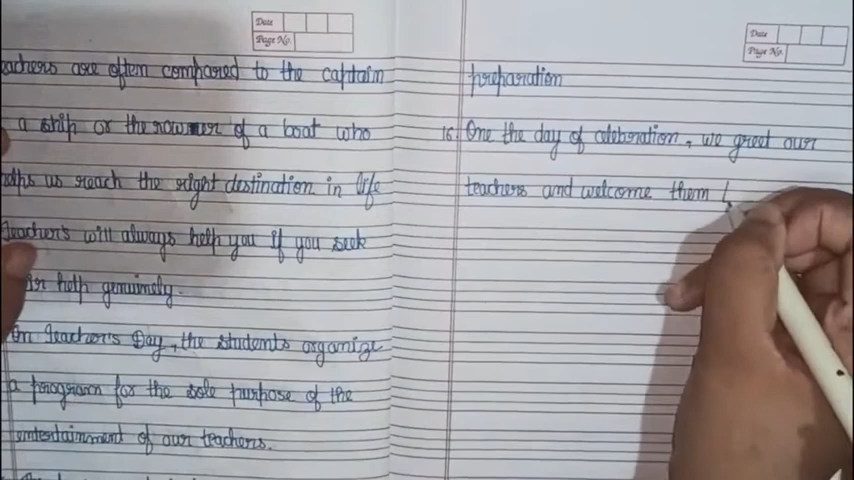 Date
Page No.
teachers are often compared to the captain
a ship or the rower of a boat who
helps us reach the right destination in life
Teacher's will always help you if you seek
help genuinely.
On Teacher's Day, the students organize
a program for the sole purpose of the
entertainment of our teachers.
Date
Page No.
preparation
16. One the day of celebration, we greet our
teachers and welcome them